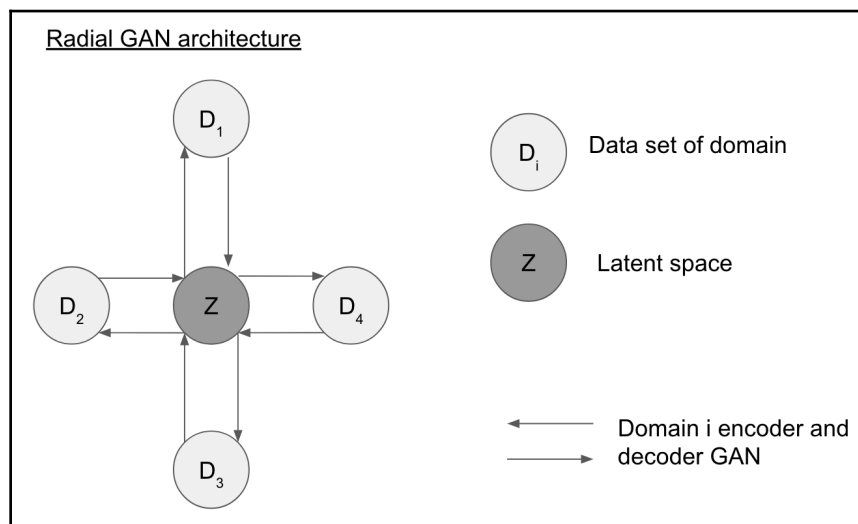 Radial GAN architecture
D₁
D₂
Z
D₄
D₃
Dᵢ
Data set of domain
Z
Latent space
Domain i encoder and
decoder GAN